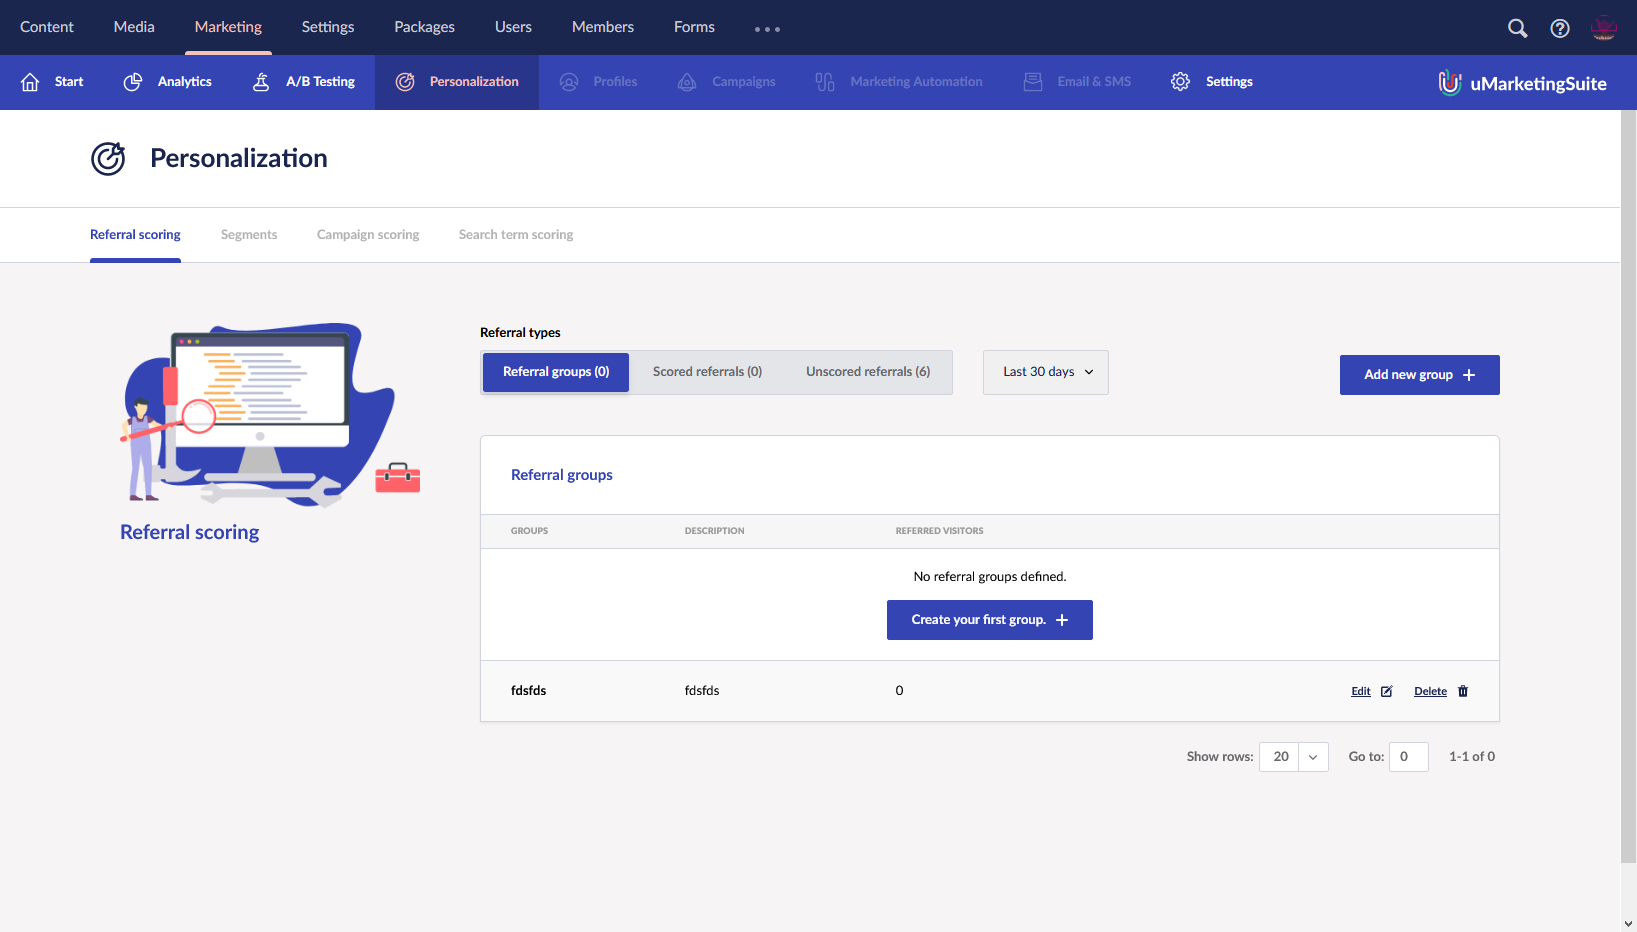 Content Media Marketing Settings Packages Users Members Forms
Start Analytics A/B Testing Personalization Profiles Campaigns Marketing Automation Email & SMS Settings uMarketingSuite
Personalization
Referral scoring Segments Campaign scoring Search term scoring
Referral types
Referral groups (0) Scored referrals (0) Unscored referrals (6) Last 30 days Add new group
Referral groups
GROUPS DESCRIPTION REFERRED VISITORS
No referral groups defined.
Create your first group.
fdsfds fdsfds 0 Edit Delete
Show rows: 20 Go to: 0 1-1 of 0
Referral scoring